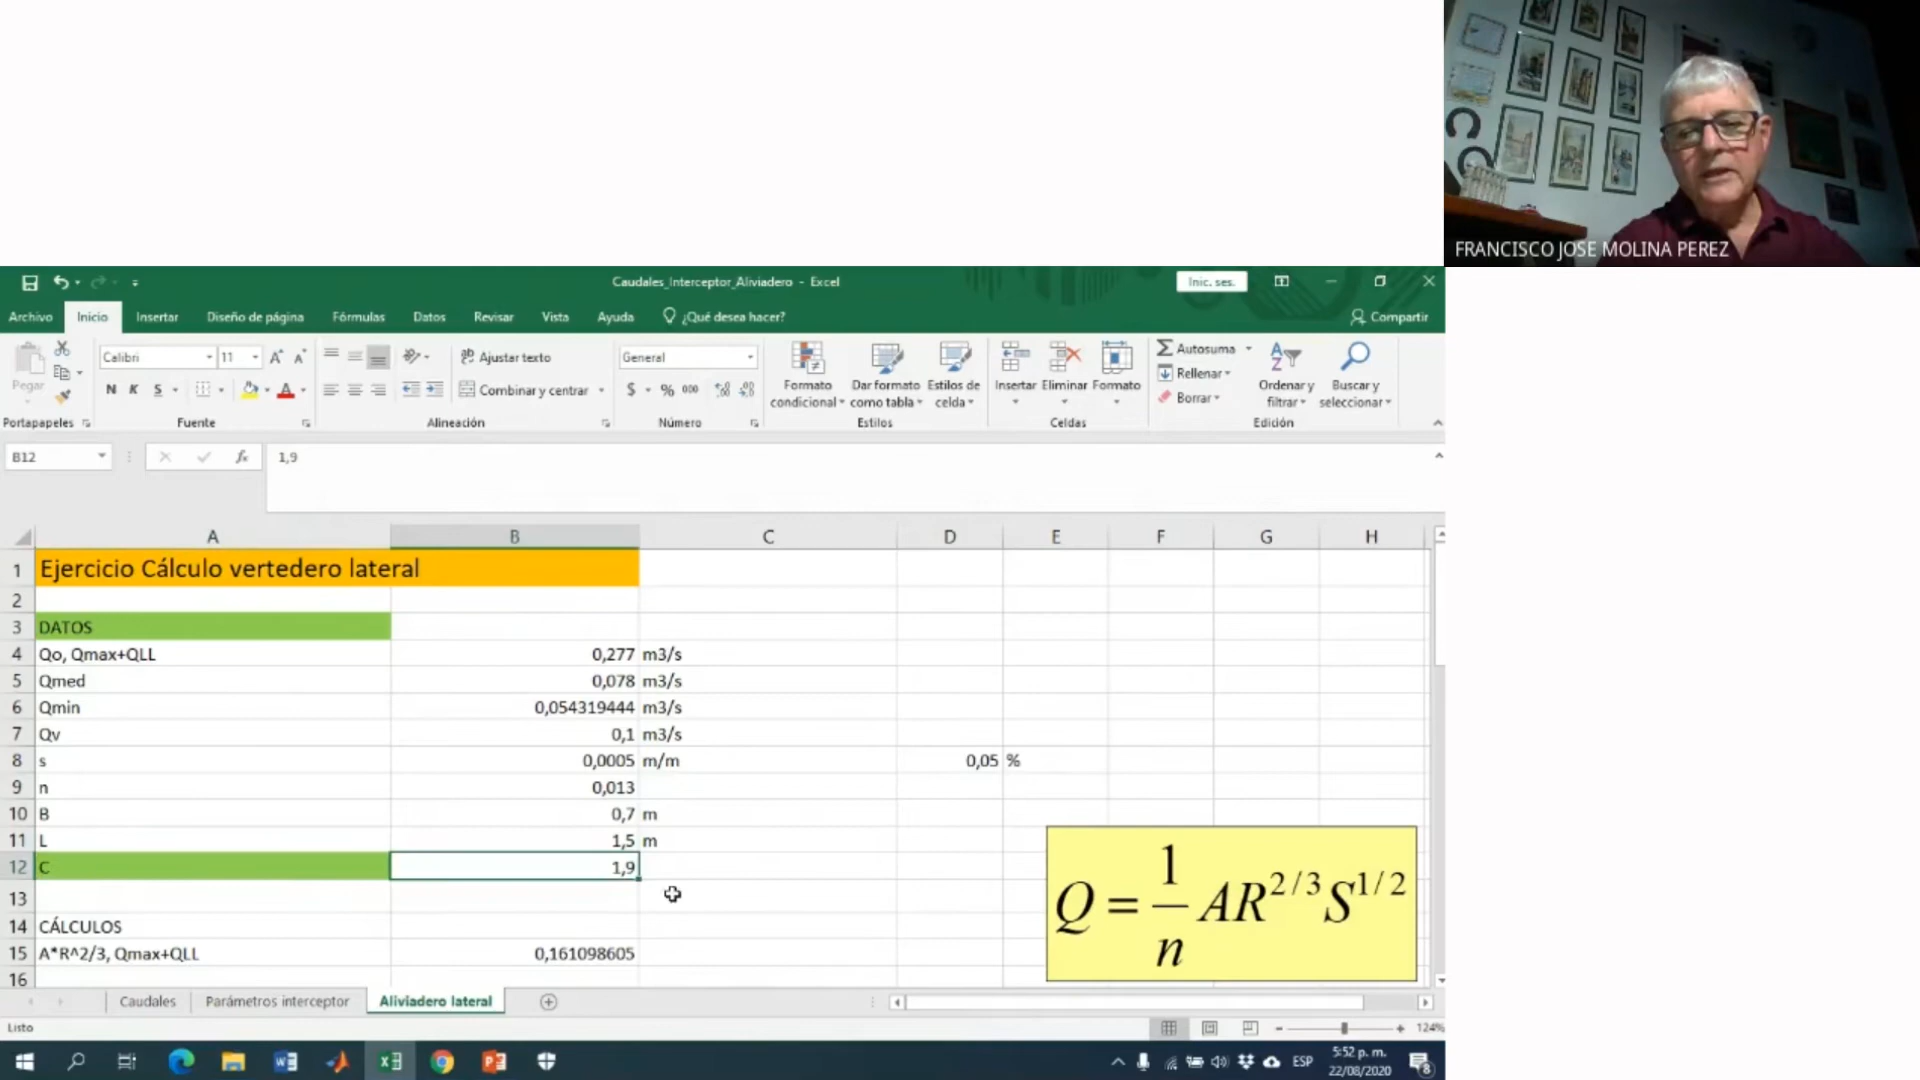 FRANCISCO JOSE MOLINA PEREZ
Caudales_Interceptor_Aliviadero - Excel
Inic. ses.
Archivo Inicio Insertar Diseño de página Fórmulas Datos Revisar Vista Ayuda ¿Qué desea hacer? Compartir
Pegar
Calibri 11
Ajustar texto
General
Formato condicional
Dar formato como tabla
Estilos de celda
Insertar Eliminar Formato
Autosuma
Rellenar
Borrar
Ordenar y filtrar
Buscar y seleccionar
N K S
Combinar y centrar
$ % 000
Portapapeles Fuente Alineación Número Estilos Celdas Edición
B12 fx 1,9
A B C D E F G H
1 Ejercicio Cálculo vertedero lateral
2
3 DATOS
4 Qo, Qmax+QLL 0,277 m3/s
5 Qmed 0,078 m3/s
6 Qmin 0,054319444 m3/s
7 Qv 0,1 m3/s
8 s 0,0005 m/m 0,05 %
9 n 0,013
10 B 0,7 m
11 L 1,5 m
12 C 1,9
13
14 CÁLCULOS
15 A*R^2/3, Qmax+QLL 0,161098605
16
Q = 1/n AR^2/3 S^1/2
Caudales Parámetros interceptor Aliviadero lateral
Listo
124%
ESP
5:52 p. m.
22/08/2020
8